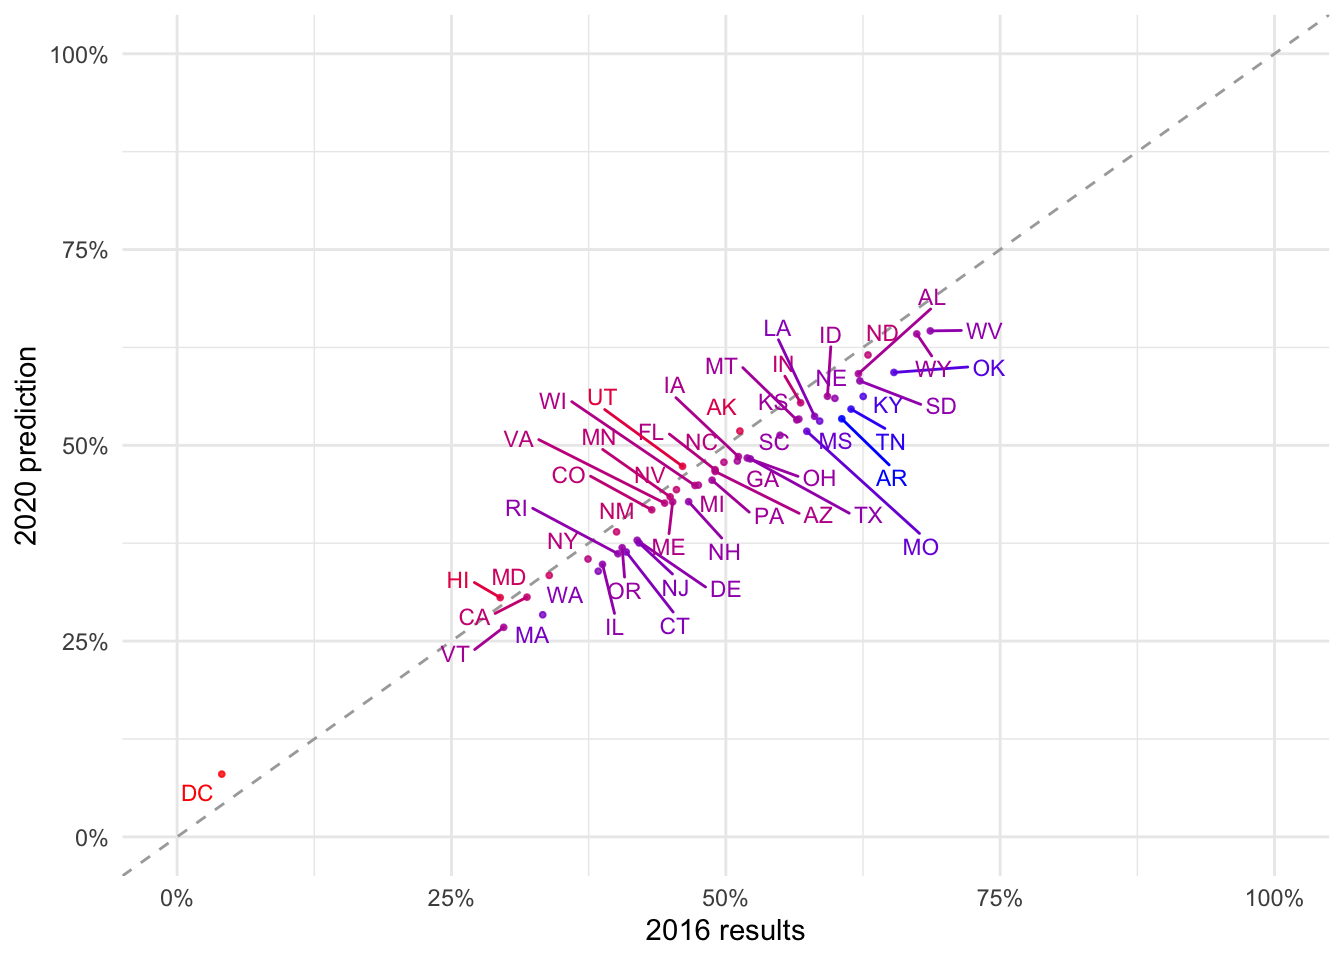 100%
75%
50%
25%
0%
2020 prediction
AL
LA
ID
ND
WV
MT
IN
WY
OK
IA
NE
UT
WI
AK
KS
KY
SD
FL
MN
VA
NC
SC
MS
TN
CO
NV
GA
OH
AR
RI
NM
MI
PA
AZ
TX
NY
ME
NH
MO
HI
MD
WA
OR
NJ
DE
CA
MA
IL
CT
VT
DC
0%
25%
50%
75%
100%
2016 results